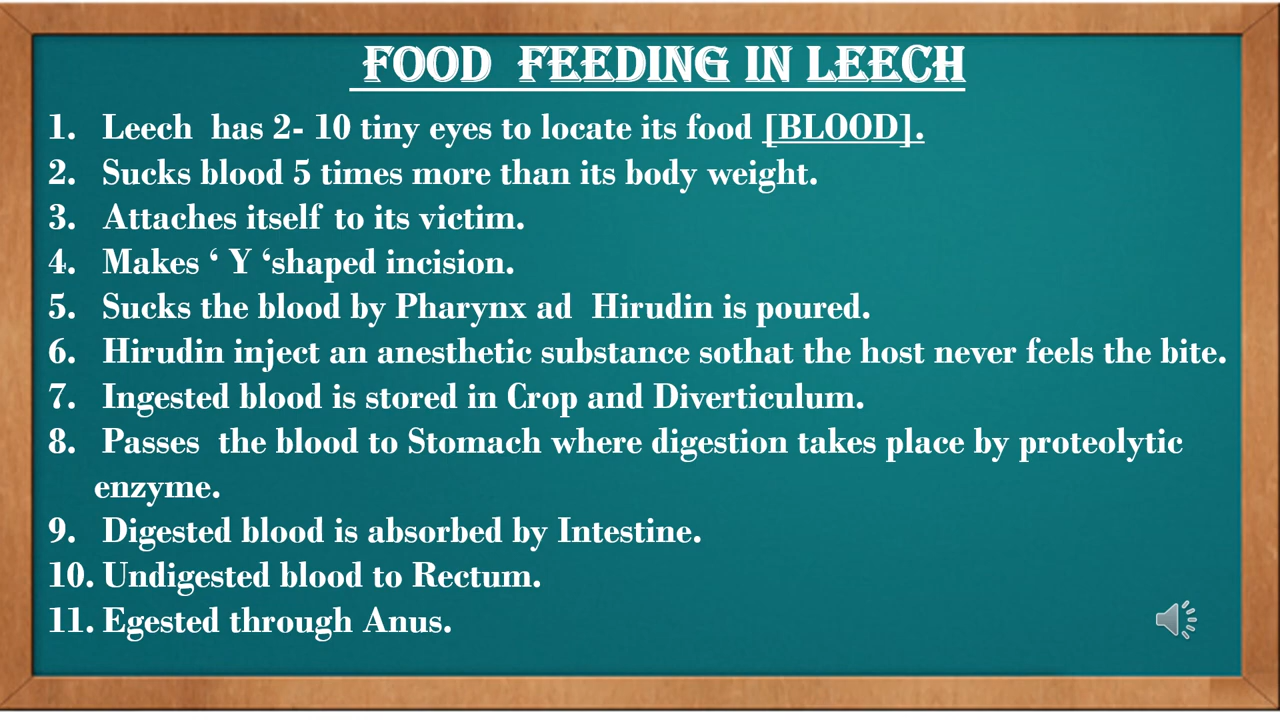 FOOD FEEDING IN LEECH
1. Leech has 2- 10 tiny eyes to locate its food [BLOOD].
2. Sucks blood 5 times more than its body weight.
3. Attaches itself to its victim.
4. Makes ‘ Y ‘shaped incision.
5. Sucks the blood by Pharynx ad Hirudin is poured.
6. Hirudin inject an anesthetic substance sothat the host never feels the bite.
7. Ingested blood is stored in Crop and Diverticulum.
8. Passes the blood to Stomach where digestion takes place by proteolytic
enzyme.
9. Digested blood is absorbed by Intestine.
10. Undigested blood to Rectum.
11. Egested through Anus.